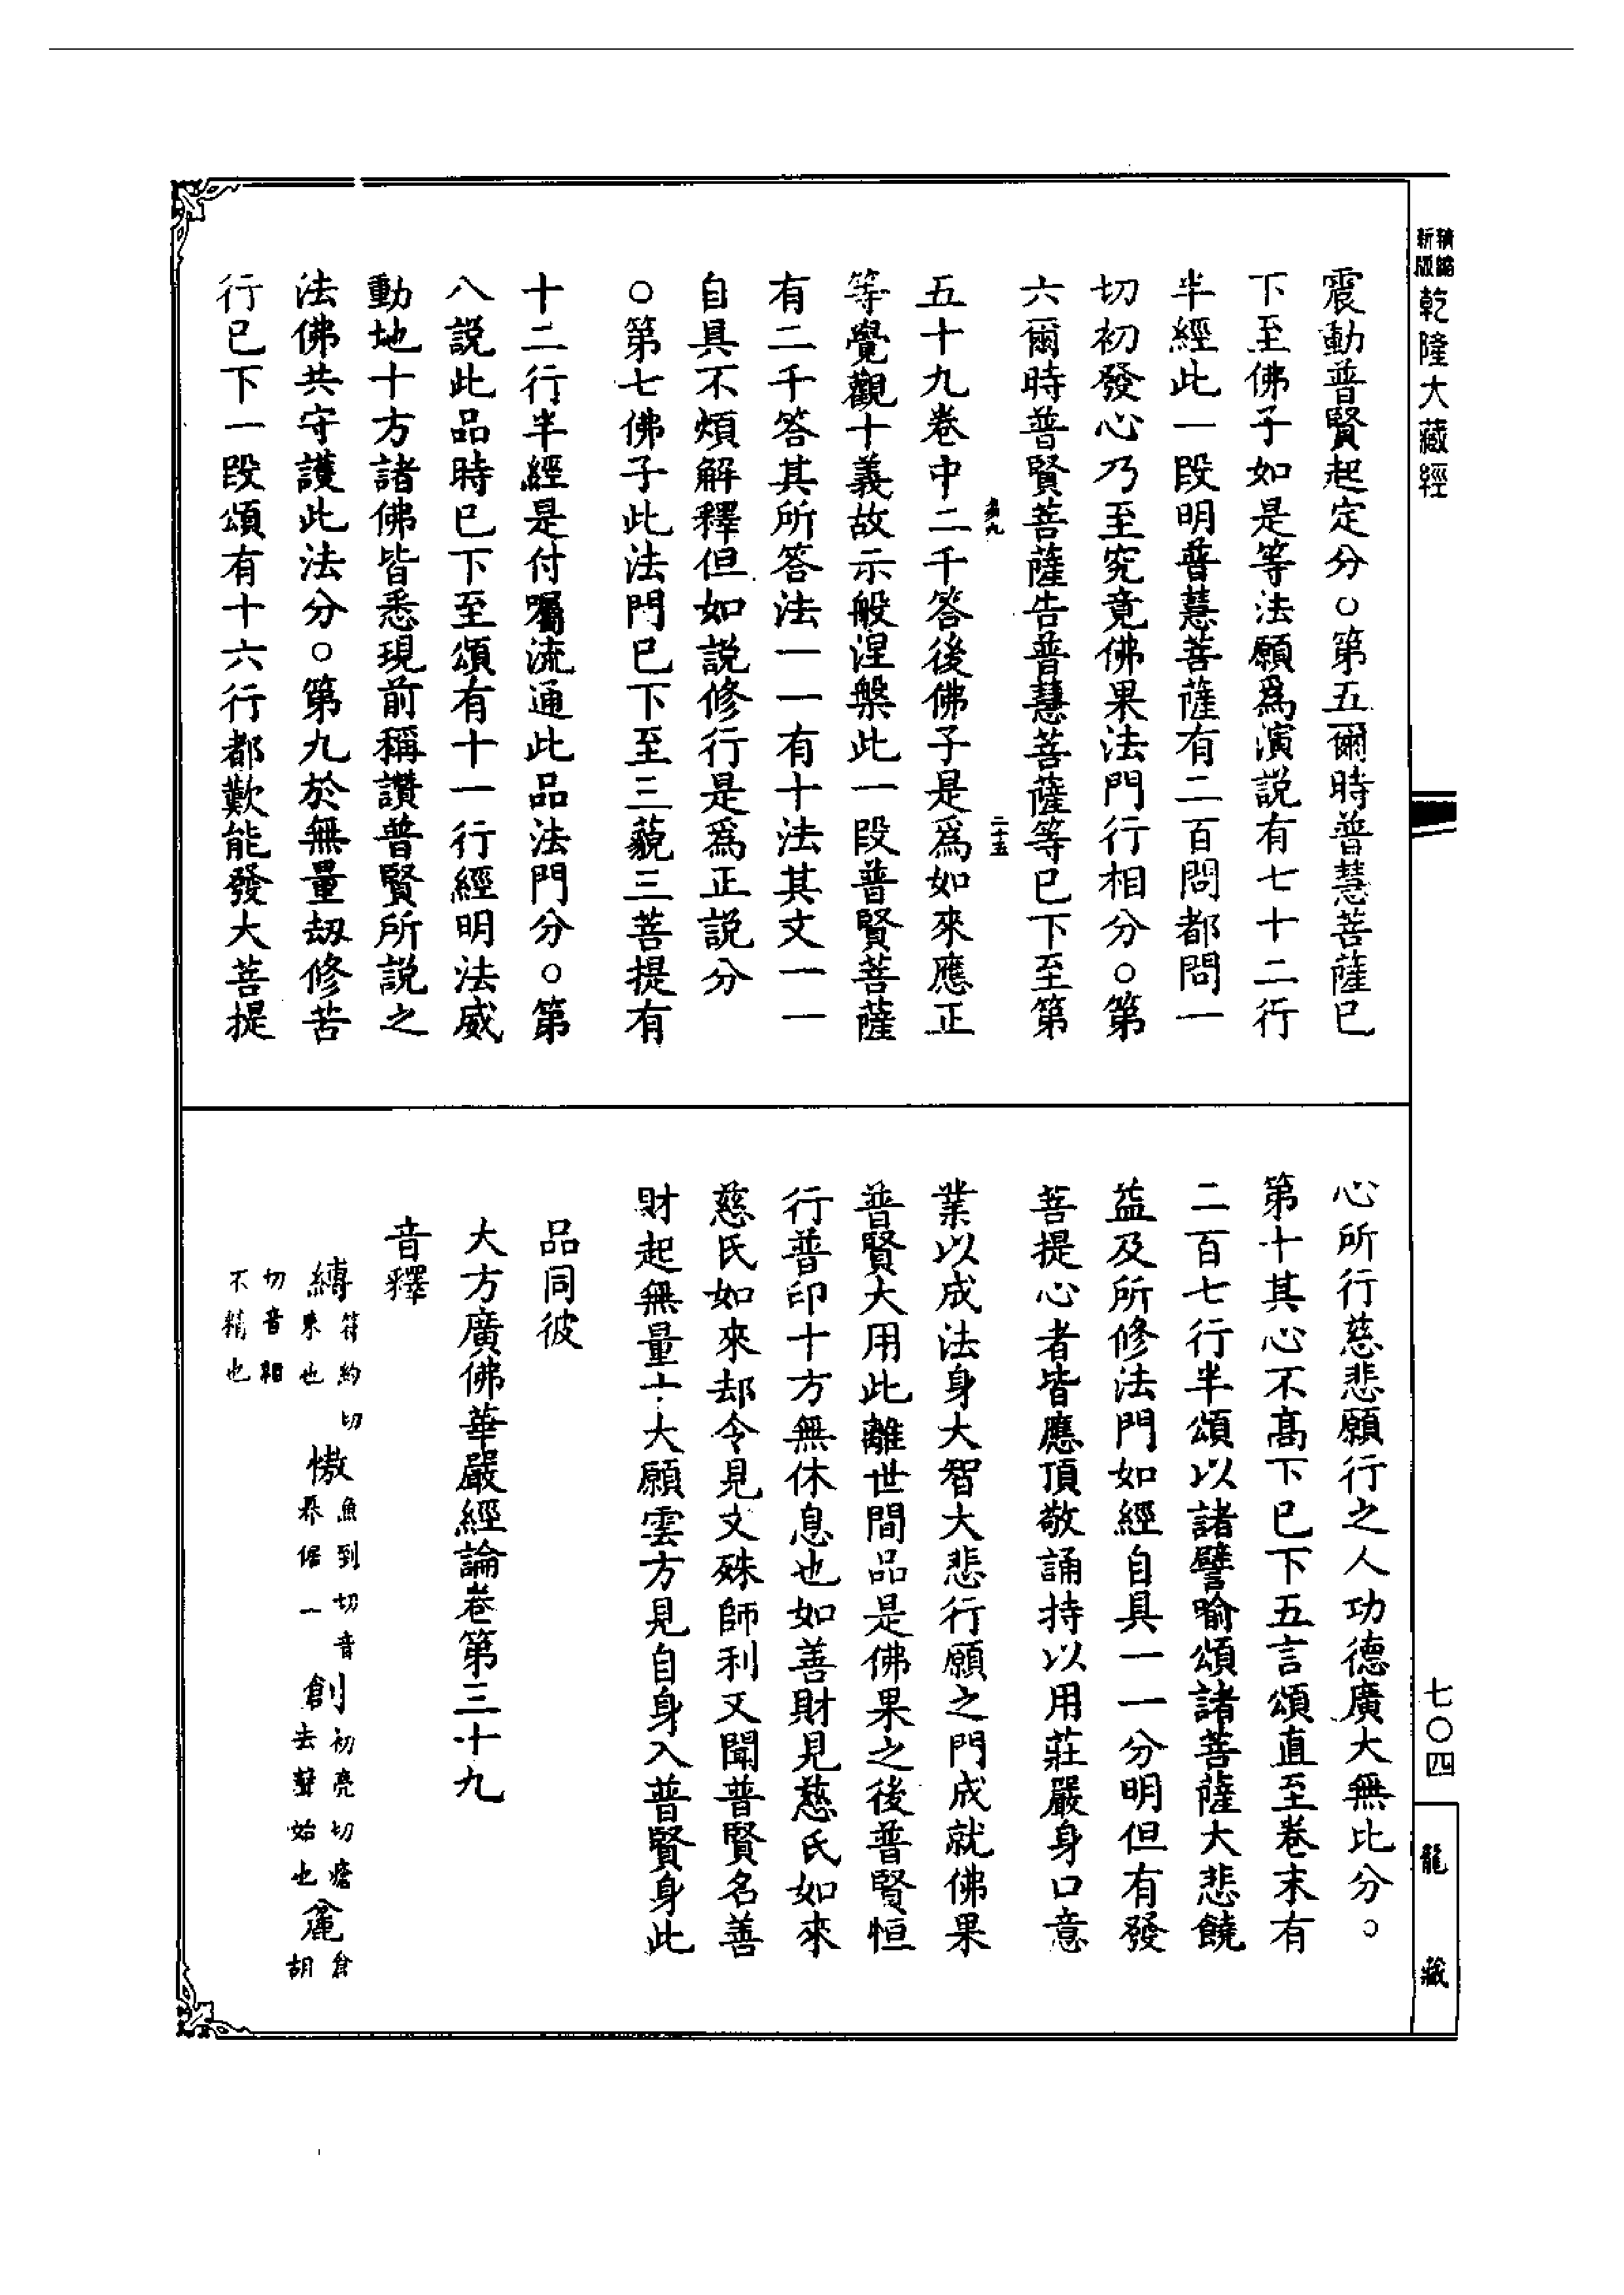 精縮新版乾隆大藏經
震動普賢起定分○第五爾時普慧菩薩已
下至佛子如是等法願爲演説有七十二行
半經此一段明普慧菩薩有二百問都問一
切初發心乃至究竟佛果法門行相分○第
六爾時普賢菩薩告普慧菩薩等已下至第
二十五
五十九卷中二千答後佛子是爲如來應正
等覺觀十義故示般涅槃此一段普賢菩薩
有二千答其所答法一一有十法其文一一
自具不煩解釋但如説修行是爲正説分
○第七佛子此法門已下至三藐三菩提有
十二行半經是付囑流通此品法門分○第
八説此品時已下至頌有十一行經明法威
動地十方諸佛皆悉現前稱讚普賢所説之
法佛共守護此法分○第九於無量劫修苦
行已下一段頌有十六行都歎能發大菩提
心所行慈悲願行之人功德廣大無比分○
第十其心不高下已下五言頌直至卷末有
二百七行半頌以諸譬喻頌諸菩薩大悲饒
益及所修法門如經自具一一分明但有發
菩提心者皆應頂敬誦持以用莊嚴身口意
業以成法身大智大悲行願之門成就佛果
普賢大用此離世間品是佛果之後普賢恒
行普印十方無休息也如善財見慈氏如來
慈氏如來却令見文殊師利又聞普賢名善
財起無量十大願雲方見自身入普賢身此
品同彼
大方廣佛華嚴經論卷第三十九
音釋
縛符約切束也 慠魚到切音奡倨一 創初亮切瘡去聲始也 麄倉胡
切音粗不精也
七〇四
龍藏